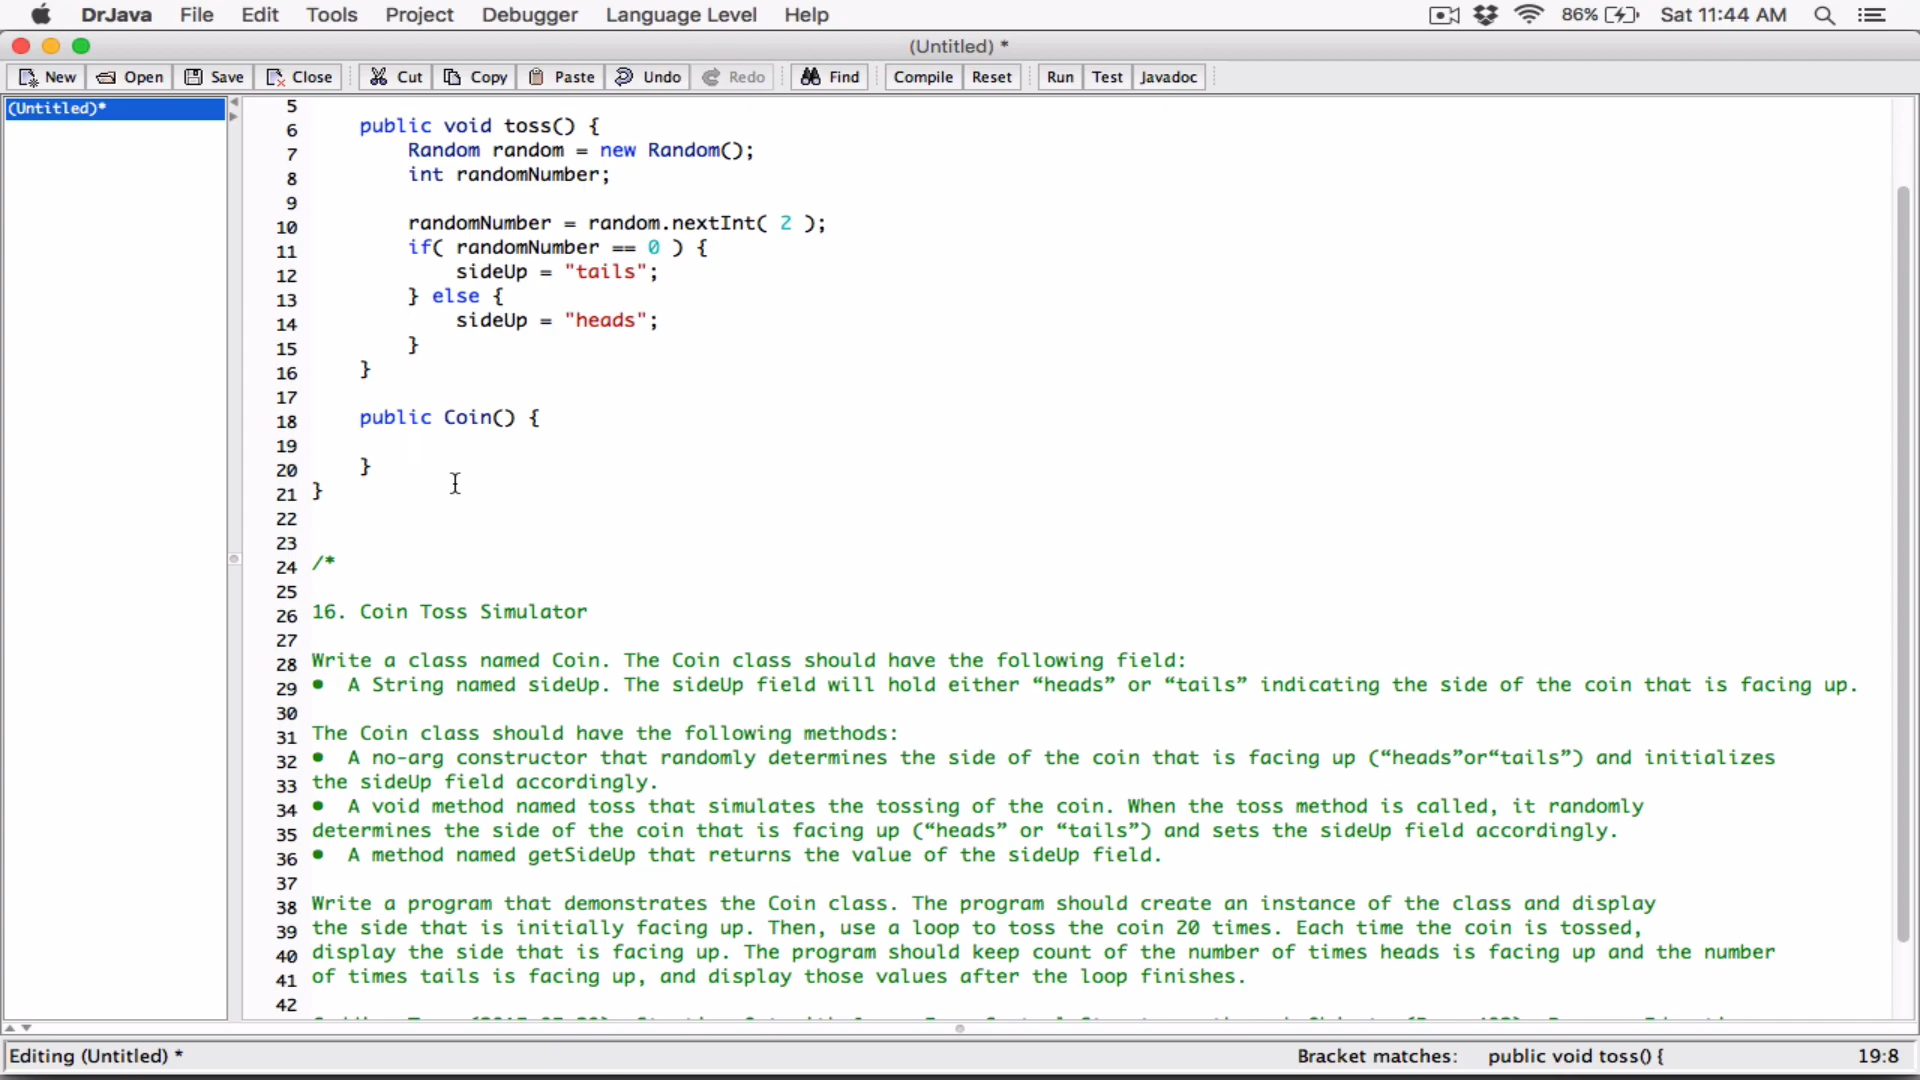 DrJava File Edit Tools Project Debugger Language Level Help 86% Sat 11:44 AM
(Untitled) *
New Open Save Close Cut Copy Paste Undo Redo Find Compile Reset Run Test Javadoc
(Untitled)*
5
6 public void toss() {
7 Random random = new Random();
8 int randomNumber;
9
10 randomNumber = random.nextInt( 2 );
11 if( randomNumber == 0 ) {
12 sideUp = "tails";
13 } else {
14 sideUp = "heads";
15 }
16 }
17
18 public Coin() {
19
20 }
21 }
22
23
24 /*
25
26 16. Coin Toss Simulator
27
28 Write a class named Coin. The Coin class should have the following field:
29 • A String named sideUp. The sideUp field will hold either “heads” or “tails” indicating the side of the coin that is facing up.
30
31 The Coin class should have the following methods:
32 • A no-arg constructor that randomly determines the side of the coin that is facing up (“heads”or“tails”) and initializes
33 the sideUp field accordingly.
34 • A void method named toss that simulates the tossing of the coin. When the toss method is called, it randomly
35 determines the side of the coin that is facing up (“heads” or “tails”) and sets the sideUp field accordingly.
36 • A method named getSideUp that returns the value of the sideUp field.
37
38 Write a program that demonstrates the Coin class. The program should create an instance of the class and display
39 the side that is initially facing up. Then, use a loop to toss the coin 20 times. Each time the coin is tossed,
40 display the side that is facing up. The program should keep count of the number of times heads is facing up and the number
41 of times tails is facing up, and display those values after the loop finishes.
42
Editing (Untitled) * Bracket matches: public void toss() { 19:8